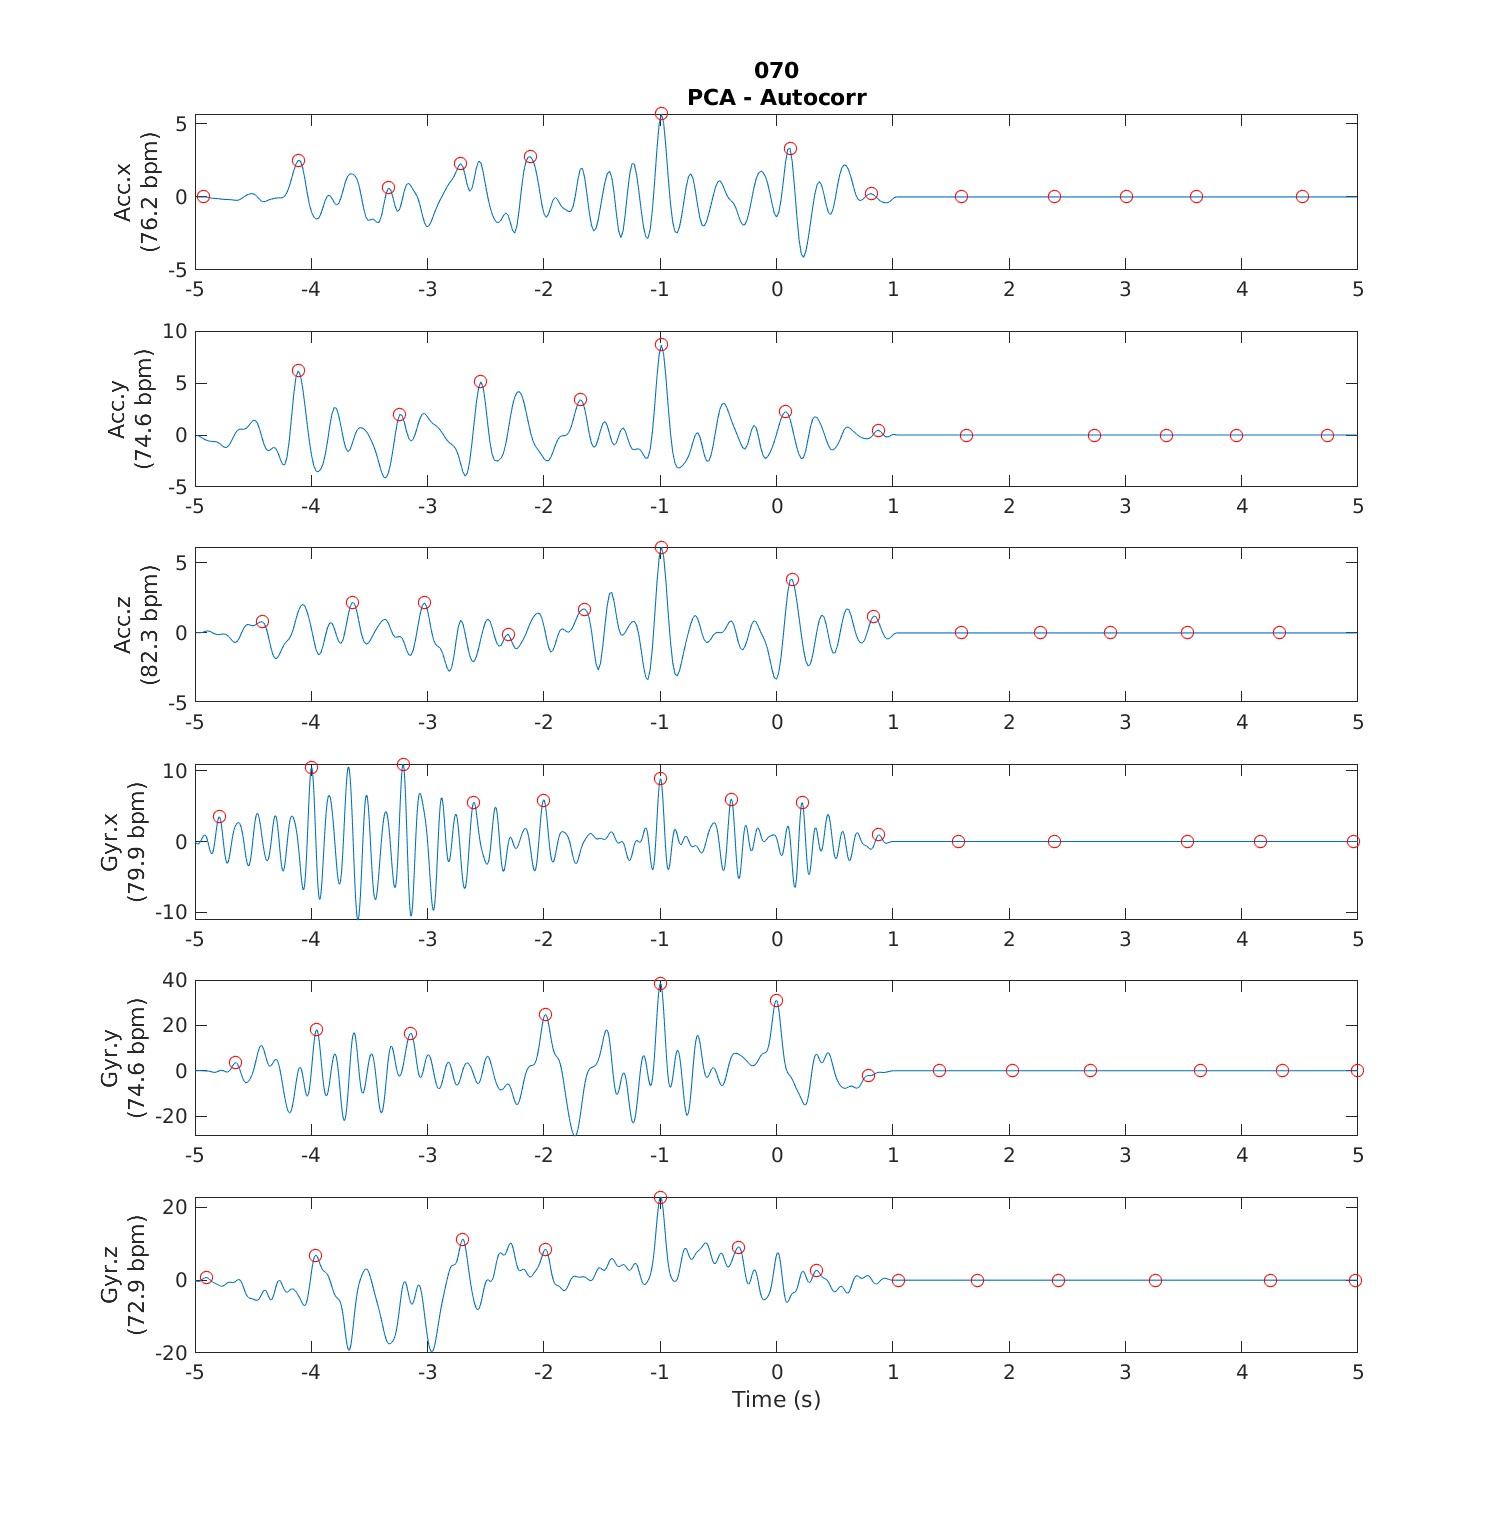 070
PCA - Autocorr
Acc.x
(76.2 bpm)
5
0
-5
-5 -4 -3 -2 -1 0 1 2 3 4 5
Acc.y
(74.6 bpm)
10
5
0
-5
-5 -4 -3 -2 -1 0 1 2 3 4 5
Acc.z
(82.3 bpm)
5
0
-5
-5 -4 -3 -2 -1 0 1 2 3 4 5
Gyr.x
(79.9 bpm)
10
0
-10
-5 -4 -3 -2 -1 0 1 2 3 4 5
Gyr.y
(74.6 bpm)
40
20
0
-20
-5 -4 -3 -2 -1 0 1 2 3 4 5
Gyr.z
(72.9 bpm)
20
0
-20
-5 -4 -3 -2 -1 0 1 2 3 4 5
Time (s)